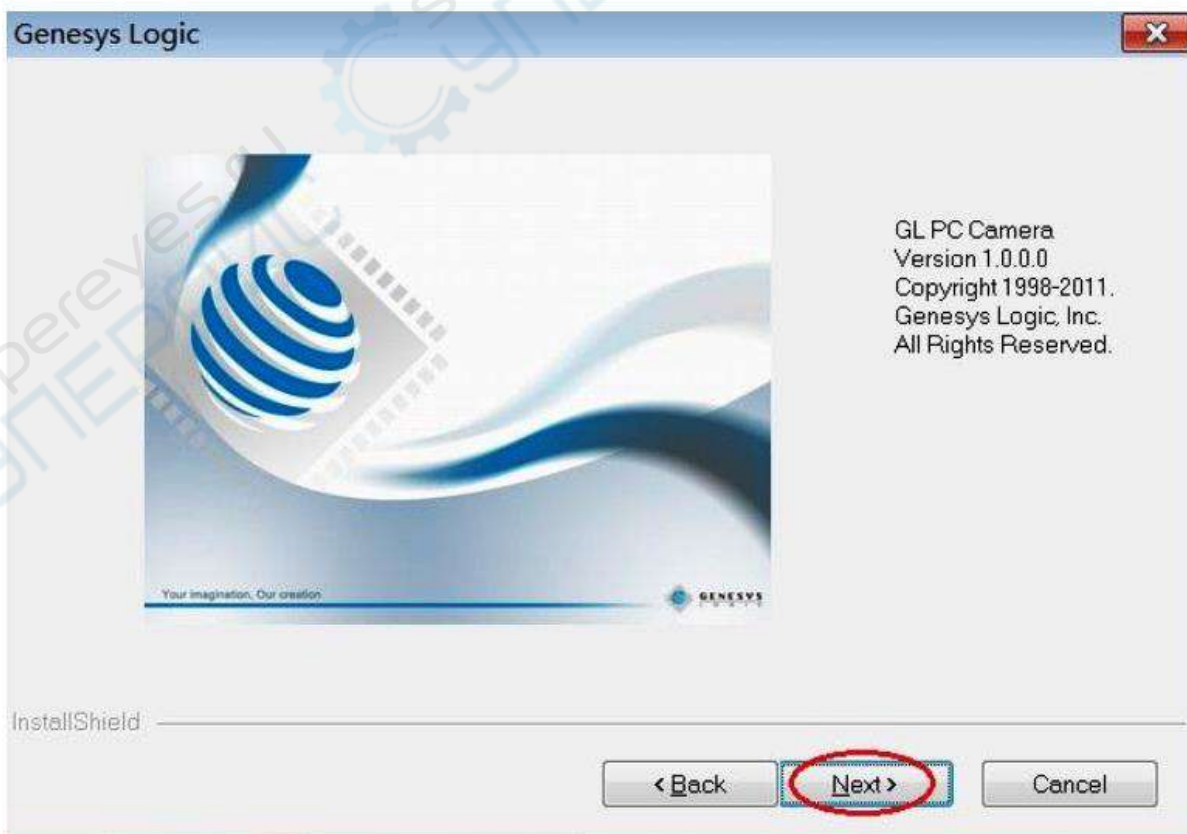 Genesys Logic
GL PC Camera
Version 1.0.0.0
Copyright 1998-2011.
Genesys Logic, Inc.
All Rights Reserved.
Your imagination, Our creation
GENESYS
LOGIC
InstallShield
< Back
Next >
Cancel